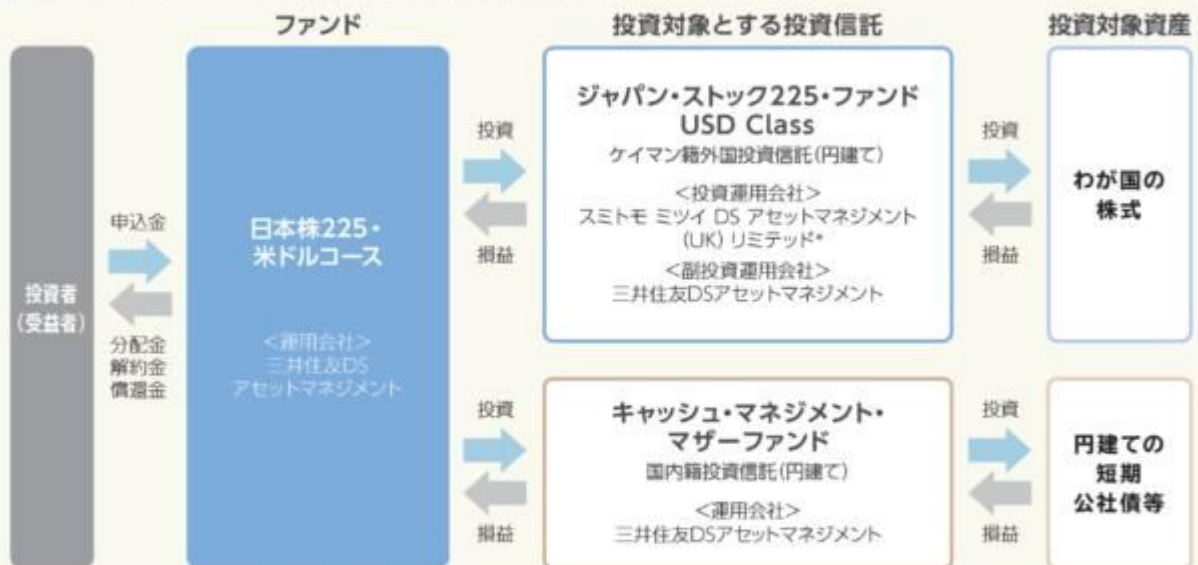 ファンド
投資対象とする投資信託
投資対象資産
投資者
(受益者)
申込金
分配金
解約金
償還金
日本株225・
米ドルコース
<運用会社>
三井住友DS
アセットマネジメント
投資
損益
ジャパン・ストック225・ファンド
USD Class
ケイマン籍外国投資信託(円建て)
<投資運用会社>
スミトモ ミツイ DS アセットマネジメント
(UK) リミテッド*
<副投資運用会社>
三井住友DSアセットマネジメント
投資
損益
わが国の
株式
投資
損益
キャッシュ・マネジメント・
マザーファンド
国内籍投資信託(円建て)
<運用会社>
三井住友DSアセットマネジメント
投資
損益
円建ての
短期
公社債等